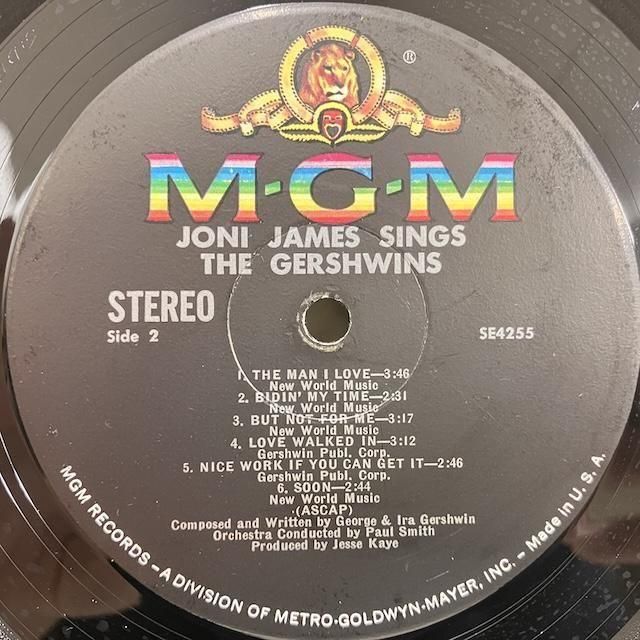 ®
M-G-M
JONI JAMES SINGS
THE GERSHWINS
STEREO
Side 2
SE4255
1. THE MAN I LOVE—3:46
New World Music
2. BIDIN' MY TIME—2:31
New World Music
3. BUT NOT FOR ME—3:17
New World Music
4. LOVE WALKED IN—3:12
Gershwin Publ. Corp.
5. NICE WORK IF YOU CAN GET IT—2:46
Gershwin Publ. Corp.
6. SOON—2:44
New World Music
(ASCAP)
Composed and Written by George & Ira Gershwin
Orchestra Conducted by Paul Smith
Produced by Jesse Kaye
MGM RECORDS – A DIVISION OF METRO-GOLDWYN-MAYER, INC. – Made in U. S. A.